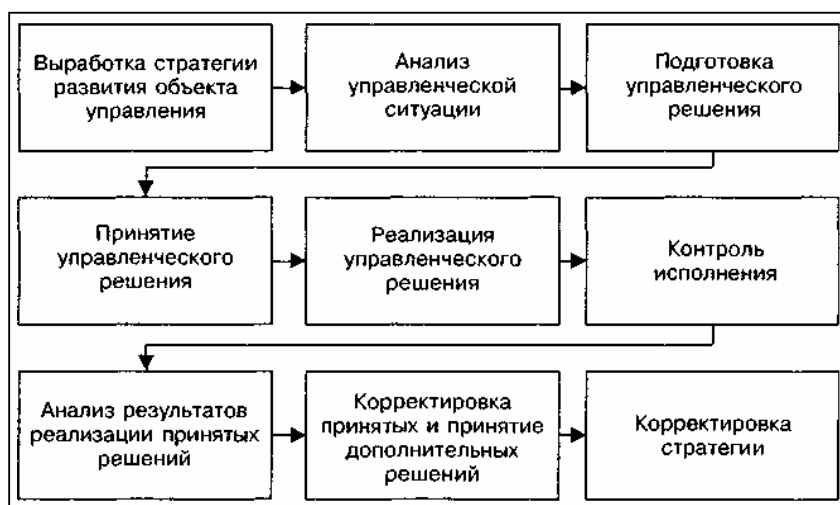 Выработка стратегии
развития объекта
управления
Анализ
управленческой
ситуации
Подготовка
управленческого
решения
Принятие
управленческого
решения
Реализация
управленческого
решения
Контроль
исполнения
Анализ результатов
реализации принятых
решений
Корректировка
принятых и принятие
дополнительных
решений
Корректировка
стратегии